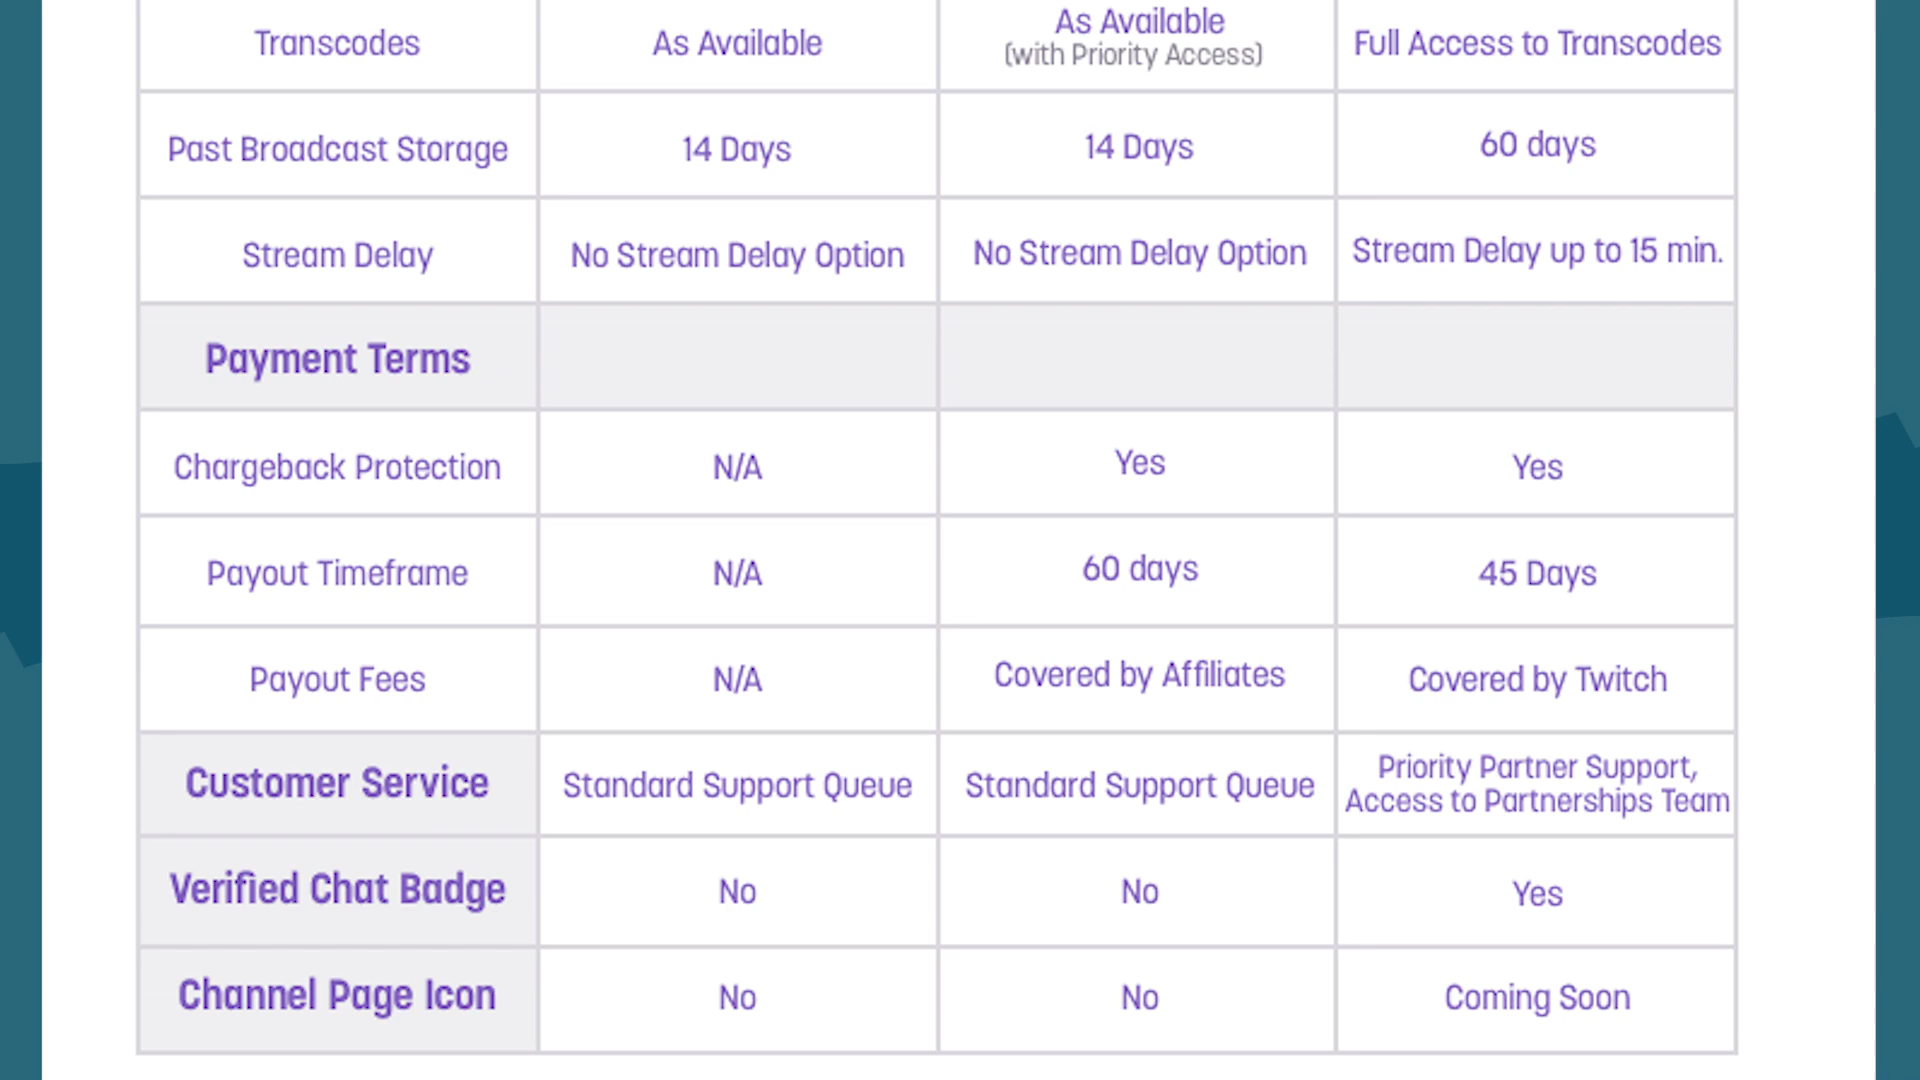 Transcodes
As Available
As Available
(with Priority Access)
Full Access to Transcodes
Past Broadcast Storage
14 Days
14 Days
60 days
Stream Delay
No Stream Delay Option
No Stream Delay Option
Stream Delay up to 15 min.
Payment Terms
Chargeback Protection
N/A
Yes
Yes
Payout Timeframe
N/A
60 days
45 Days
Payout Fees
N/A
Covered by Affiliates
Covered by Twitch
Customer Service
Standard Support Queue
Standard Support Queue
Priority Partner Support,
Access to Partnerships Team
Verified Chat Badge
No
No
Yes
Channel Page Icon
No
No
Coming Soon